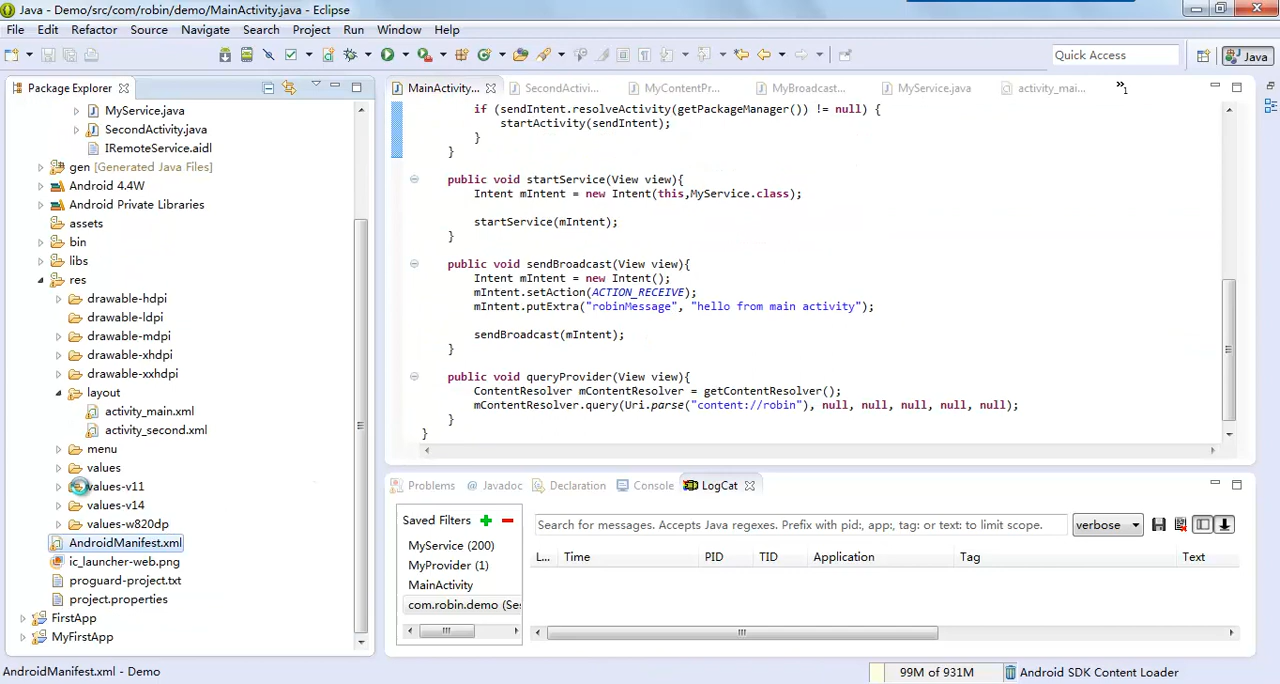 Java - Demo/src/com/robin/demo/MainActivity.java - Eclipse
File Edit Refactor Source Navigate Search Project Run Window Help
Quick Access
Java
Package Explorer
MyService.java
SecondActivity.java
IRemoteService.aidl
gen [Generated Java Files]
Android 4.4W
Android Private Libraries
assets
bin
libs
res
drawable-hdpi
drawable-ldpi
drawable-mdpi
drawable-xhdpi
drawable-xxhdpi
layout
activity_main.xml
activity_second.xml
menu
values
values-v11
values-v14
values-w820dp
AndroidManifest.xml
ic_launcher-web.png
proguard-project.txt
project.properties
FirstApp
MyFirstApp
MainActivity... SecondActivi... MyContentPr... MyBroadcast... MyService.java activity_mai... »1
if (sendIntent.resolveActivity(getPackageManager()) != null) {
startActivity(sendIntent);
}
}
public void startService(View view){
Intent mIntent = new Intent(this,MyService.class);
startService(mIntent);
}
public void sendBroadcast(View view){
Intent mIntent = new Intent();
mIntent.setAction(ACTION_RECEIVE);
mIntent.putExtra("robinMessage", "hello from main activity");
sendBroadcast(mIntent);
}
public void queryProvider(View view){
ContentResolver mContentResolver = getContentResolver();
mContentResolver.query(Uri.parse("content://robin"), null, null, null, null, null);
}
}
Problems @ Javadoc Declaration Console LogCat
Saved Filters
MyService (200)
MyProvider (1)
MainActivity
com.robin.demo (Se:
Search for messages. Accepts Java regexes. Prefix with pid:, app:, tag: or text: to limit scope.
verbose
L... Time PID TID Application Tag Text
AndroidManifest.xml - Demo
99M of 931M
Android SDK Content Loader